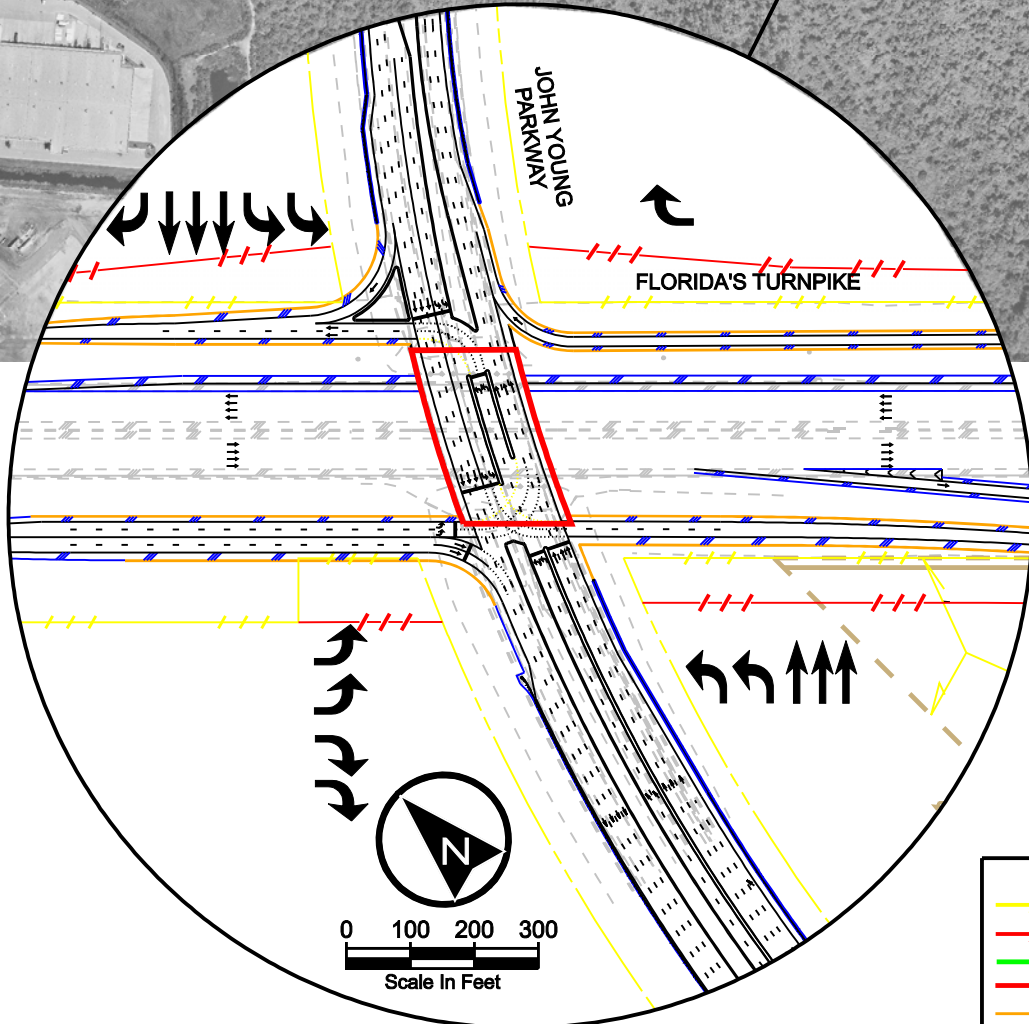 JOHN YOUNG
PARKWAY
FLORIDA'S TURNPIKE
N
0 100 200 300
Scale In Feet